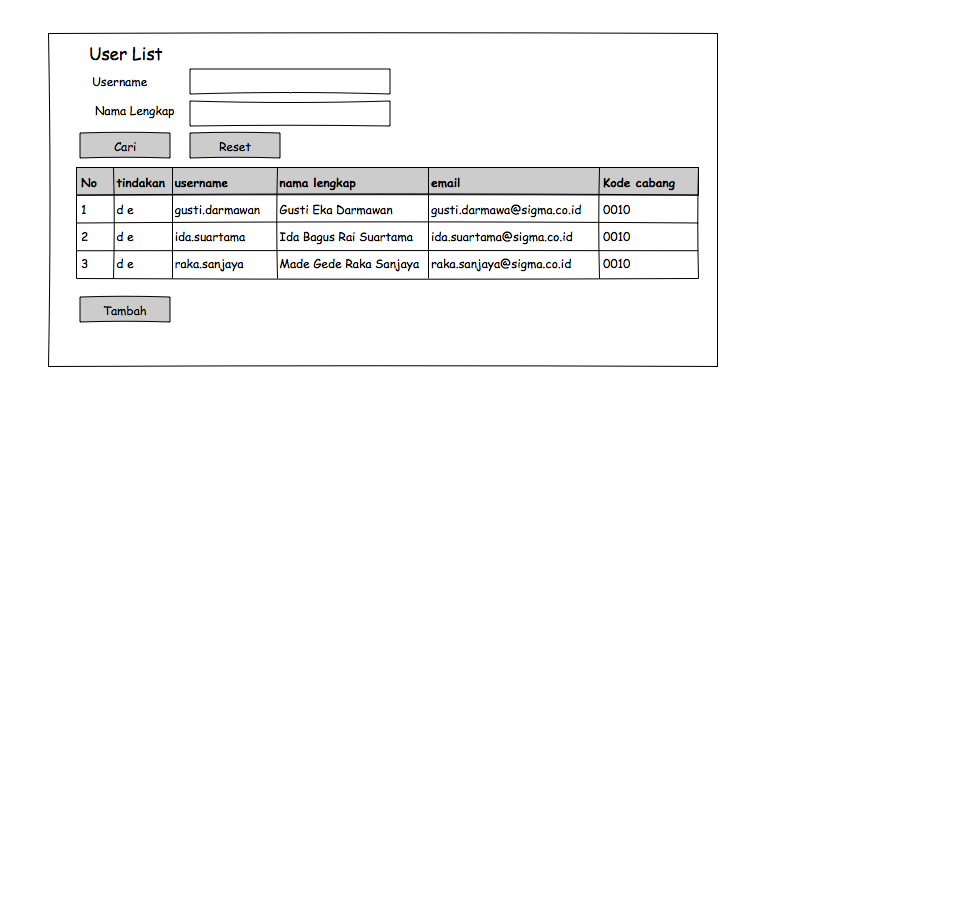 User List
Username
Nama Lengkap
Cari Reset
No tindakan username nama lengkap email Kode cabang
1 d e gusti.darmawan Gusti Eka Darmawan gusti.darmawa@sigma.co.id 0010
2 d e ida.suartama Ida Bagus Rai Suartama ida.suartama@sigma.co.id 0010
3 d e raka.sanjaya Made Gede Raka Sanjaya raka.sanjaya@sigma.co.id 0010
Tambah